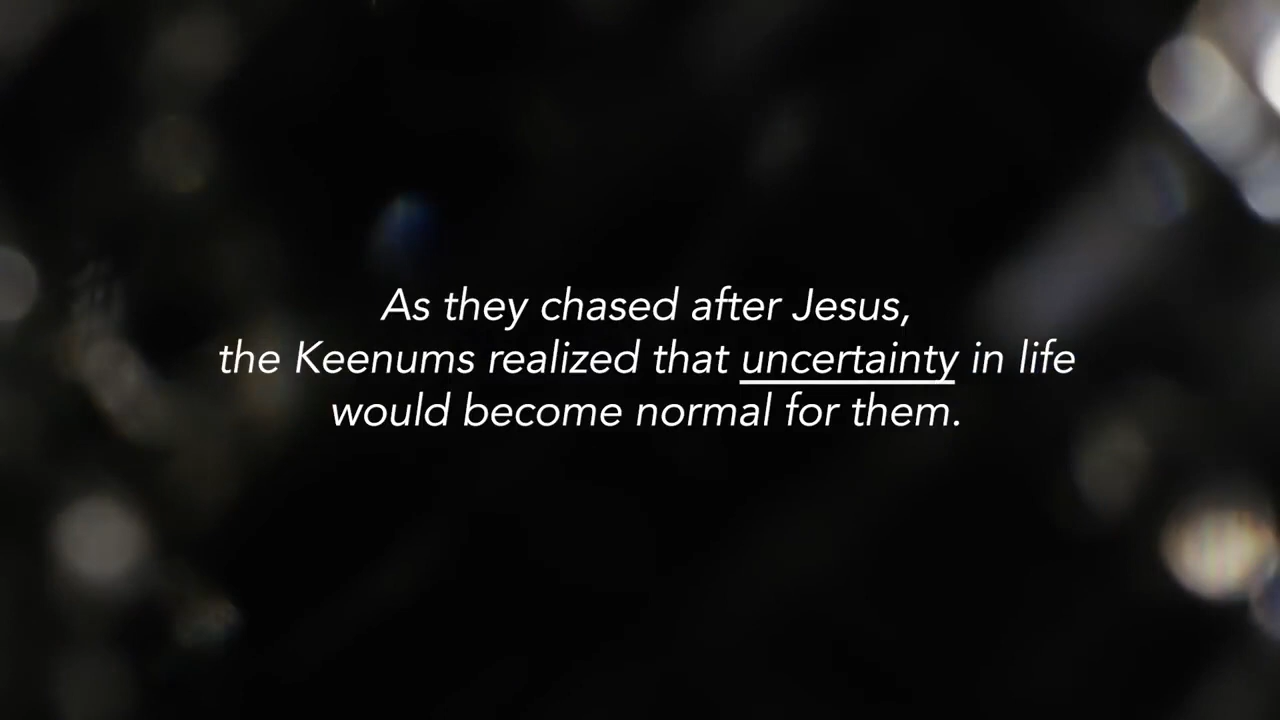 As they chased after Jesus,
the Keenums realized that uncertainty in life
would become normal for them.